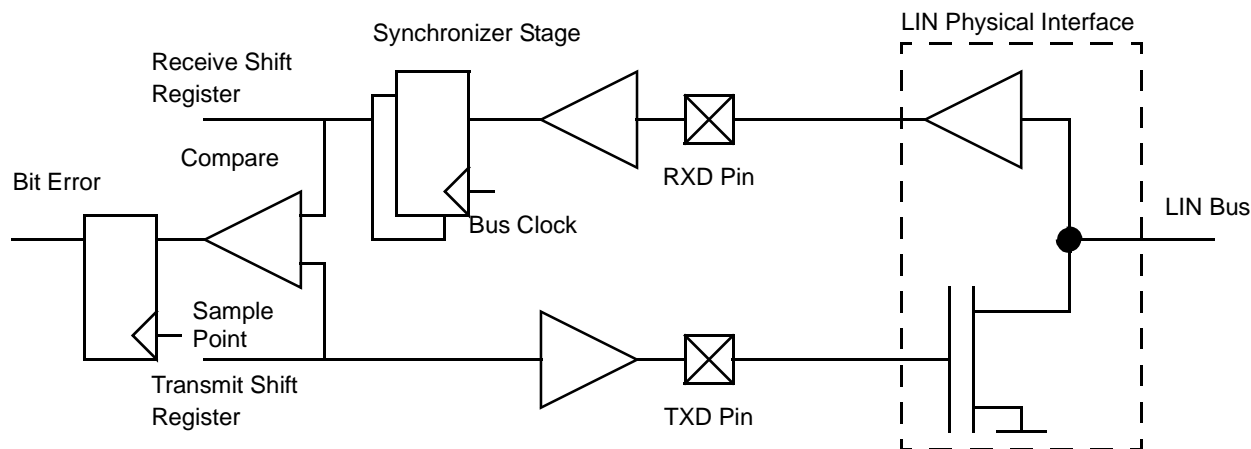 LIN Physical Interface
Synchronizer Stage
Receive Shift
Register
Compare
RXD Pin
Bit Error
Bus Clock
LIN Bus
Sample
Point
Transmit Shift
Register
TXD Pin